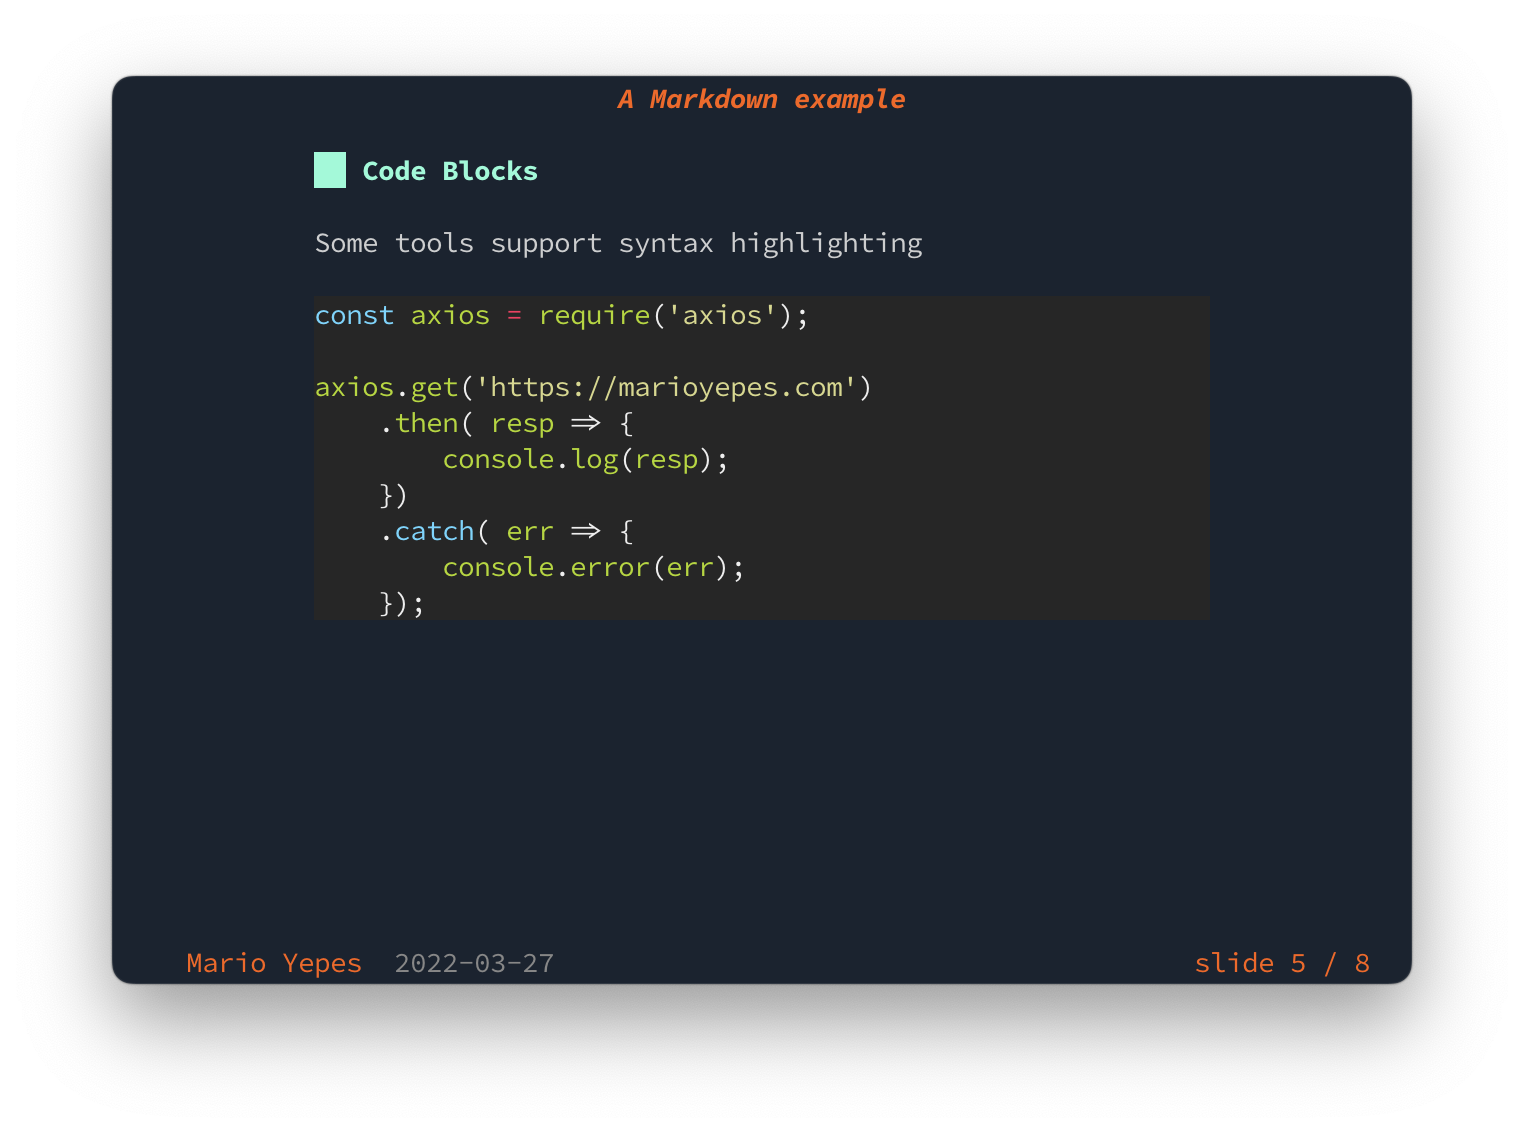 A Markdown example
Code Blocks
Some tools support syntax highlighting
const axios = require('axios');
axios.get('https://marioyepes.com')
    .then( resp => {
        console.log(resp);
    })
    .catch( err => {
        console.error(err);
    });
Mario Yepes  2022-03-27
slide 5 / 8